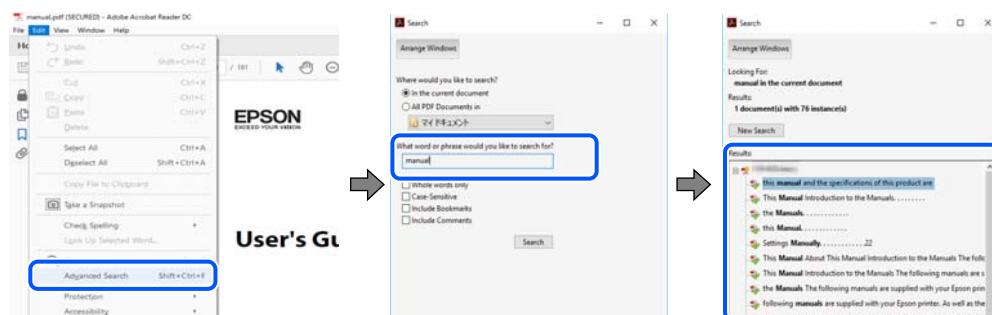 manual.pdf (SECURED) - Adobe Acrobat Reader DC
File Edit View Window Help
Undo Ctrl+Z
Redo Shift+Ctrl+Z
Cut Ctrl+X
Copy Ctrl+C
Paste Ctrl+V
Delete
Select All Ctrl+A
Deselect All Shift+Ctrl+A
Copy File to Clipboard
Take a Snapshot
Check Spelling
Look Up Selected Word...
Advanced Search Shift+Ctrl+F
Protection
Accessibility
/ 181
EPSON
EXCEED YOUR VISION
User's Gu
Search
Arrange Windows
Where would you like to search?
In the current document
All PDF Documents in
マイ ドキュメント
What word or phrase would you like to search for?
manual
Whole words only
Case-Sensitive
Include Bookmarks
Include Comments
Search
Search
Arrange Windows
Looking For:
manual in the current document
Results:
1 document(s) with 76 instance(s)
New Search
Results:
this manual and the specifications of this product are
This Manual Introduction to the Manuals. . . . . . . . .
the Manuals. . . . . . . . . . . .
this Manual. . . . . . . . . . . .
Settings Manually. . . . . . . . . . . . 22
This Manual About This Manual Introduction to the Manuals The follo
This Manual Introduction to the Manuals The following manuals are s
the Manuals The following manuals are supplied with your Epson prin
following manuals are supplied with your Epson printer. As well as the